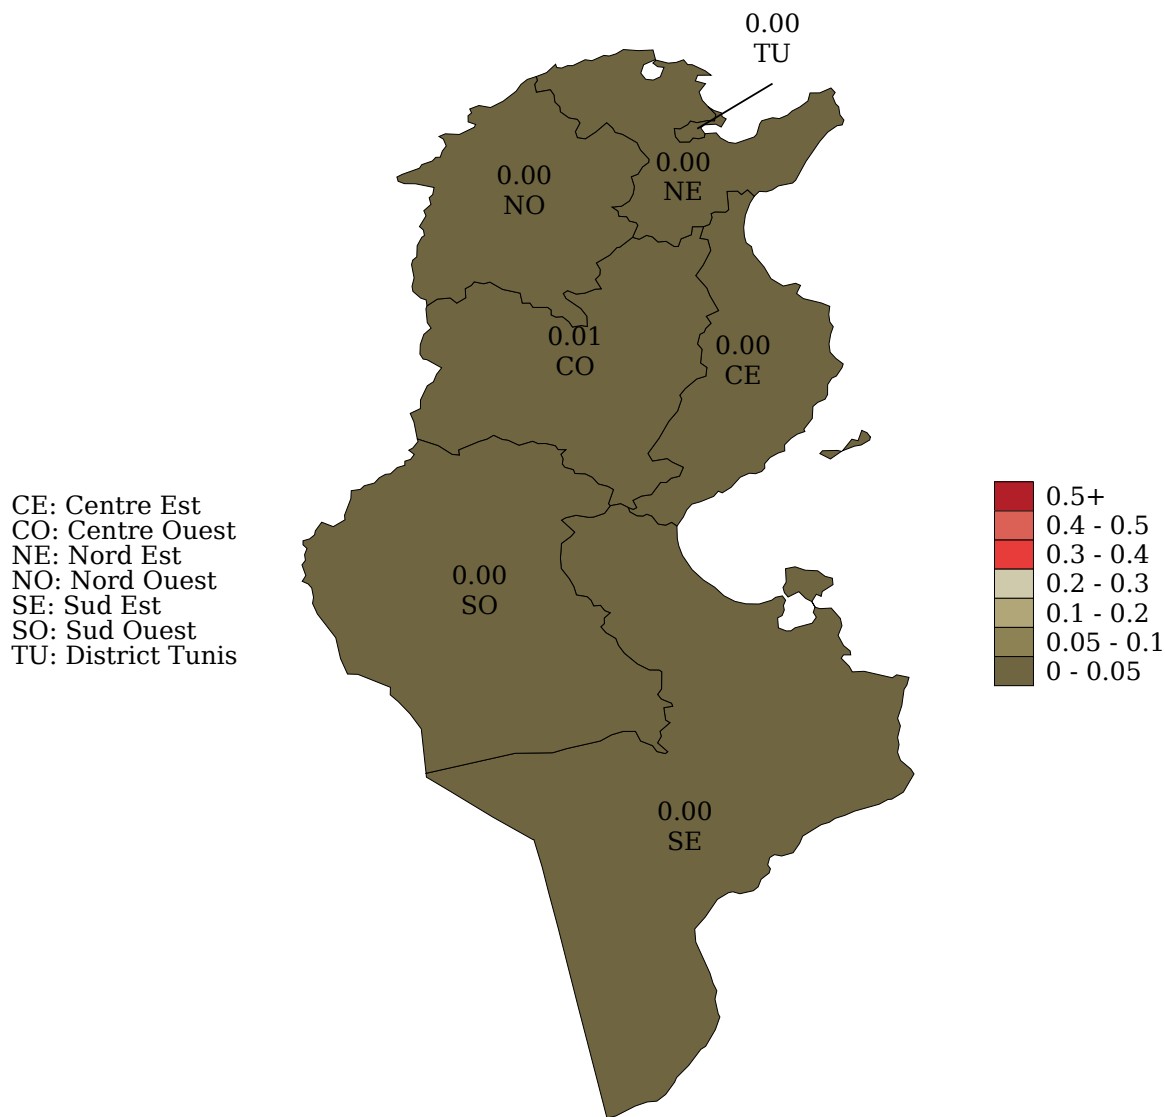 0.00
TU
0.00
NE
0.00
NO
0.01
CO
0.00
CE
CE: Centre Est
CO: Centre Ouest
NE: Nord Est
NO: Nord Ouest
SE: Sud Est
SO: Sud Ouest
TU: District Tunis
0.00
SO
0.00
SE
0.5+
0.4 - 0.5
0.3 - 0.4
0.2 - 0.3
0.1 - 0.2
0.05 - 0.1
0 - 0.05